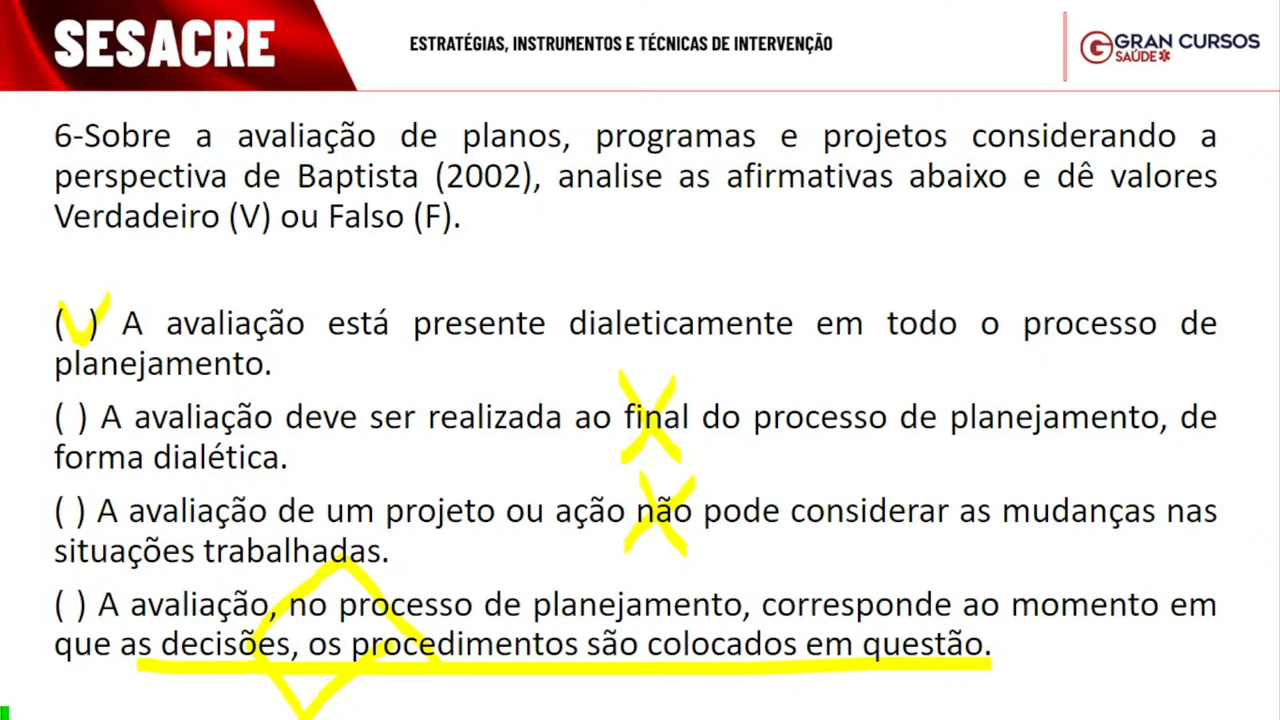 SESACRE
ESTRATÉGIAS, INSTRUMENTOS E TÉCNICAS DE INTERVENÇÃO
GRAN CURSOS
SAÚDE
6-Sobre a avaliação de planos, programas e projetos considerando a
perspectiva de Baptista (2002), analise as afirmativas abaixo e dê valores
Verdadeiro (V) ou Falso (F).
( V ) A avaliação está presente dialeticamente em todo o processo de
planejamento.
( ) A avaliação deve ser realizada ao final do processo de planejamento, de
forma dialética.
( ) A avaliação de um projeto ou ação não pode considerar as mudanças nas
situações trabalhadas.
( ) A avaliação, no processo de planejamento, corresponde ao momento em
que as decisões, os procedimentos são colocados em questão.